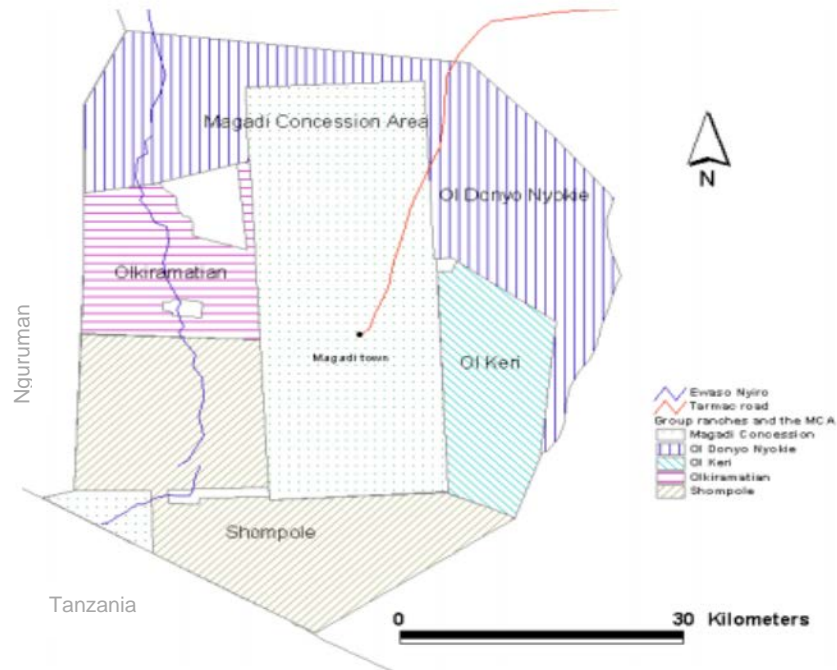 Magadi Concession Area
N
Ol Donyo Nyokie
Olkiramatian
Nguruman
Magadi town
Ol Keri
Ewaso Nyiro
Tarmac road
Group ranches and the MCA
Magadi Concession
Ol Donyo Nyokie
Ol Keri
Olkiramatian
Shompole
Shompole
Tanzania
0 30 Kilometers